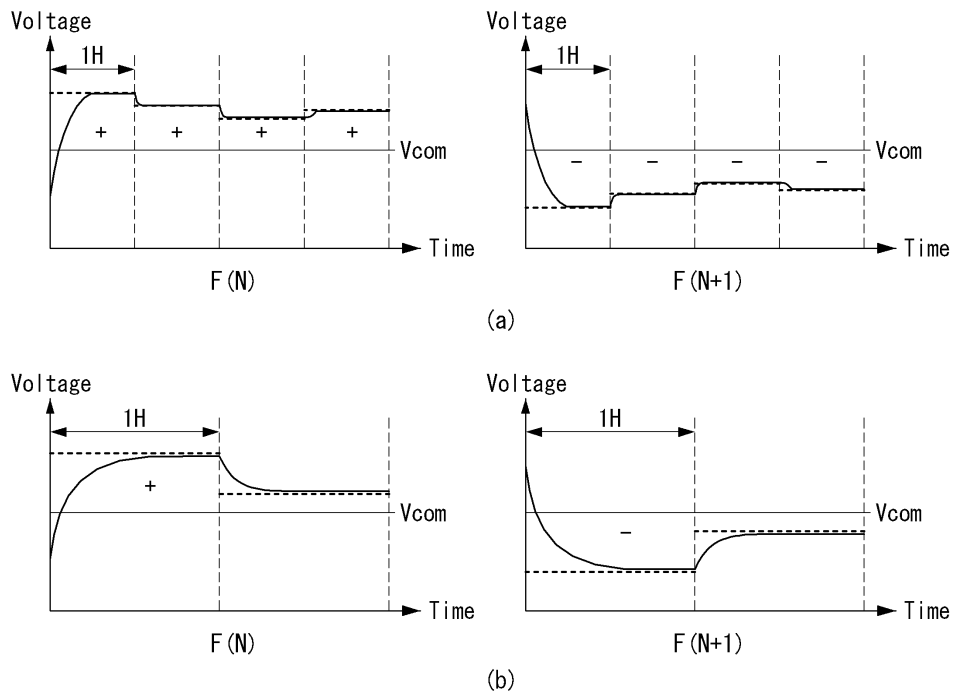 Voltage
1H
+ + + +
Vcom
Time
F(N)
Voltage
1H
Vcom
- - - -
Time
F(N+1)
(a)
Voltage
1H
+
Vcom
Time
F(N)
Voltage
1H
Vcom
-
Time
F(N+1)
(b)